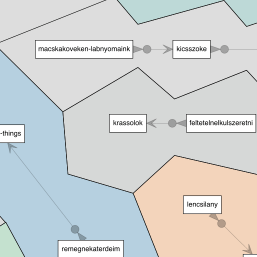 macskakoveken-labnyomaink
kicsszoke
krassolok
feltetelnelkulszeretni
-things
lencsilany
remegnekaterdeim